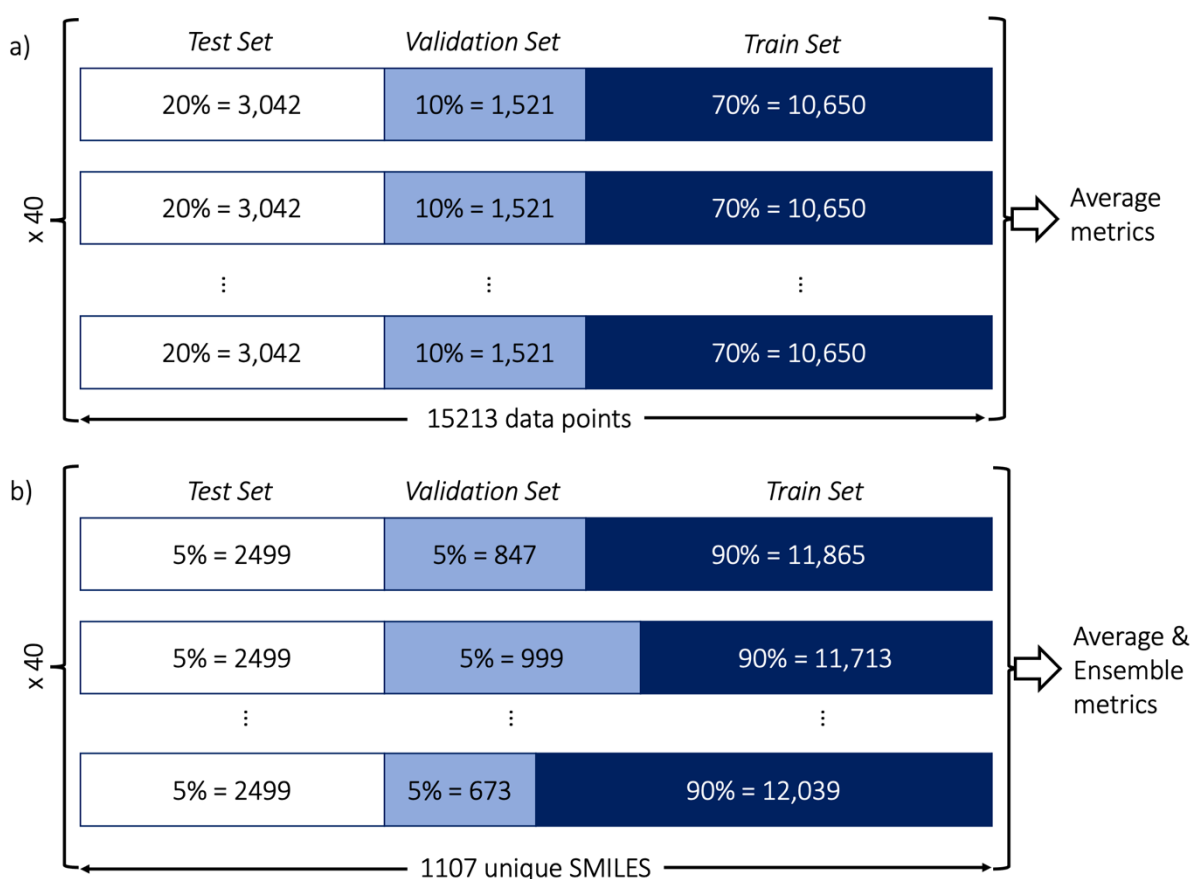 a)
Test Set Validation Set Train Set
20% = 3,042 10% = 1,521 70% = 10,650
20% = 3,042 10% = 1,521 70% = 10,650
x 40
Average
metrics
⋮ ⋮ ⋮
20% = 3,042 10% = 1,521 70% = 10,650
15213 data points
b)
Test Set Validation Set Train Set
5% = 2499 5% = 847 90% = 11,865
5% = 2499 5% = 999 90% = 11,713
x 40
Average &
Ensemble
metrics
⋮ ⋮ ⋮
5% = 2499 5% = 673 90% = 12,039
1107 unique SMILES